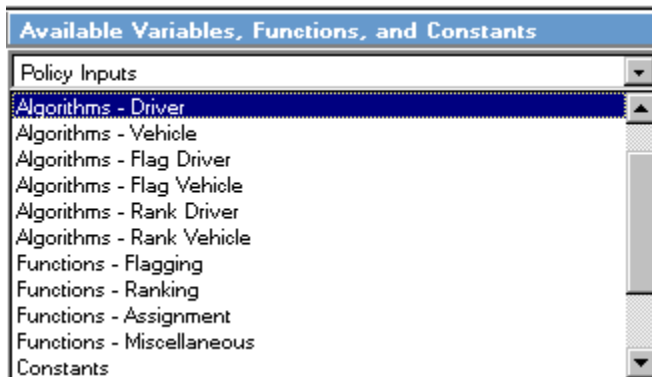 Available Variables, Functions, and Constants
Policy Inputs
Algorithms - Driver
Algorithms - Vehicle
Algorithms - Flag Driver
Algorithms - Flag Vehicle
Algorithms - Rank Driver
Algorithms - Rank Vehicle
Functions - Flagging
Functions - Ranking
Functions - Assignment
Functions - Miscellaneous
Constants